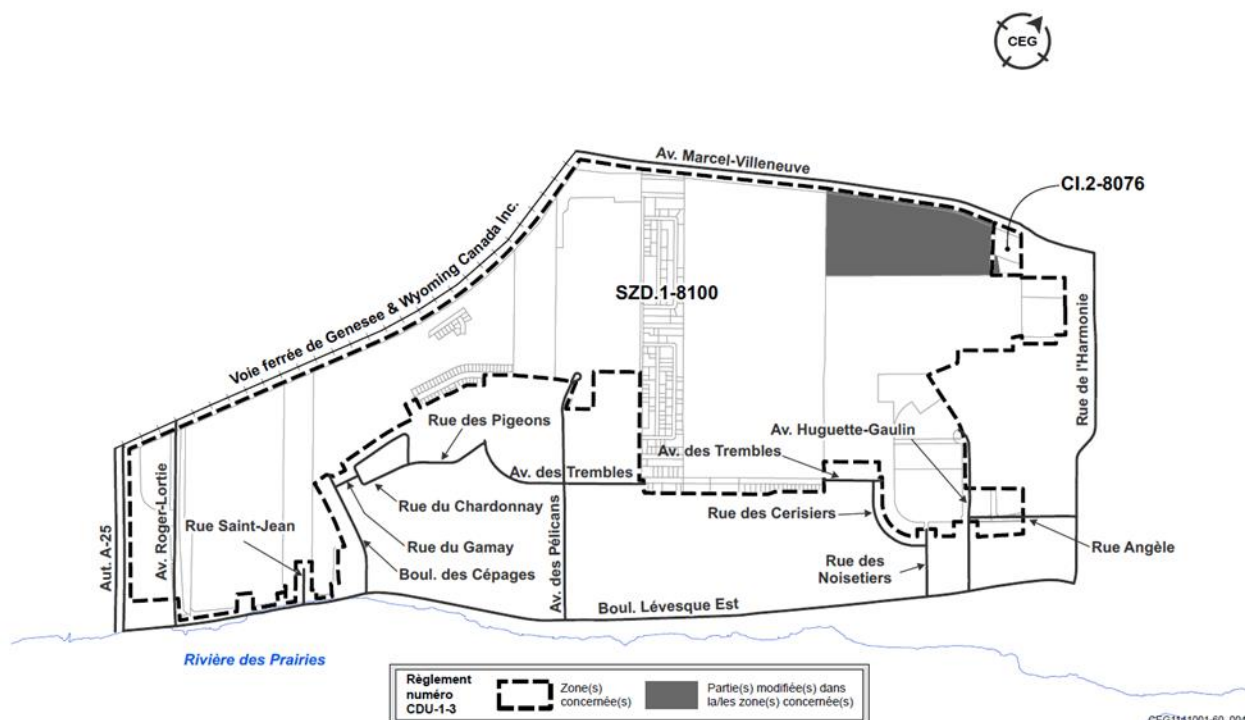 CEG
Av. Marcel-Villeneuve
CI.2-8076
Voie ferrée de Genesee & Wyoming Canada Inc.
SZD.1-8100
Rue de l'Harmonie
Rue des Pigeons
Av. Huguette-Gaulin
Av. des Trembles
Av. des Trembles
Rue du Chardonnay
Rue des Cerisiers
Av. Roger-Lortie
Rue Saint-Jean
Aut. A-25
Rue du Gamay
Rue Angèle
Boul. des Cépages
Av. des Pélicans
Rue des
Noisetiers
Boul. Lévesque Est
Rivière des Prairies
Règlement
numéro
CDU-1-3
Zone(s)
concernée(s)
Partie(s) modifiée(s) dans
la/les zone(s) concernée(s)